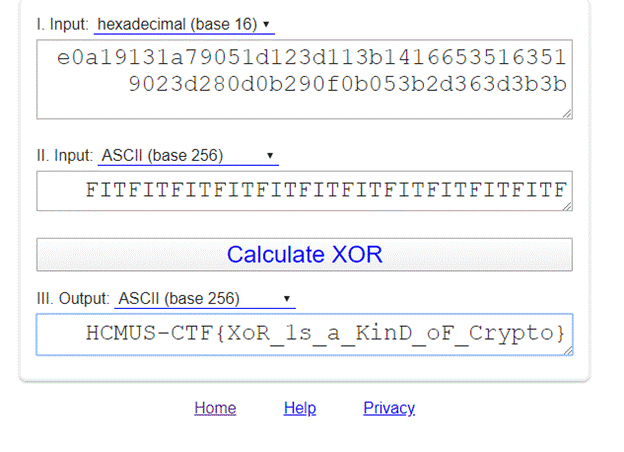 I. Input: hexadecimal (base 16) ▾
e0a19131a79051d123d113b1416653516351
9023d280d0b290f0b053b2d363d3b3b
II. Input: ASCII (base 256) ▾
FITFITFITFITFITFITFITFITFITFITFITF
Calculate XOR
III. Output: ASCII (base 256) ▾
HCMUS-CTF{XoR_1s_a_KinD_oF_Crypto}
Home Help Privacy